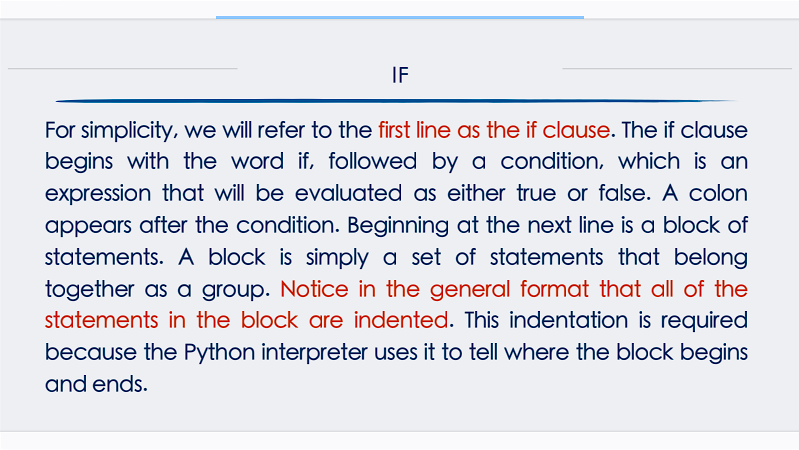 IF
For simplicity, we will refer to the first line as the if clause. The if clause
begins with the word if, followed by a condition, which is an
expression that will be evaluated as either true or false. A colon
appears after the condition. Beginning at the next line is a block of
statements. A block is simply a set of statements that belong
together as a group. Notice in the general format that all of the
statements in the block are indented. This indentation is required
because the Python interpreter uses it to tell where the block begins
and ends.